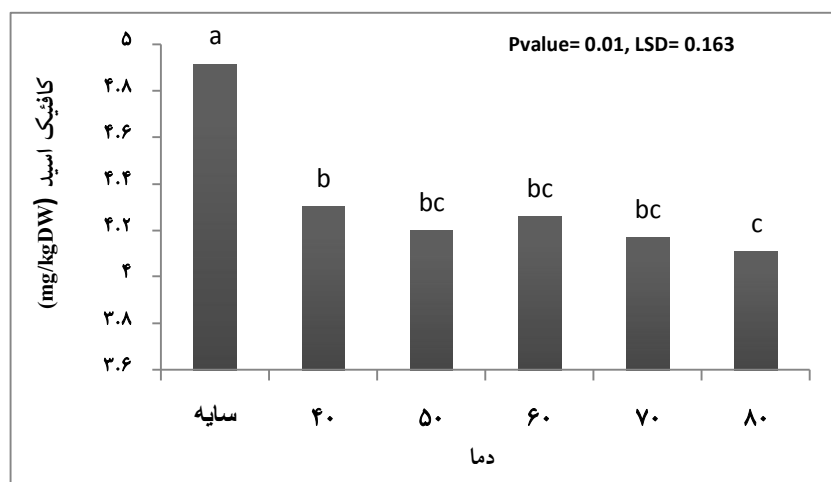 Pvalue= 0.01, LSD= 0.163
کافئیک اسید (mg/kgDW)
۵
۴.۸
۴.۶
۴.۴
۴.۲
۴
۳.۸
۳.۶
a
b
bc
bc
bc
c
سایه ۴۰ ۵۰ ۶۰ ۷۰ ۸۰
دما